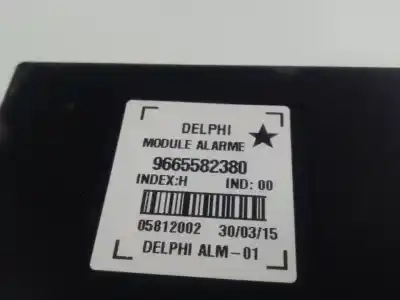 DELPHI
MODULE ALARME
9665582380
INDEX:H IND: 00
05812002 30/03/15
DELPHI ALM-01